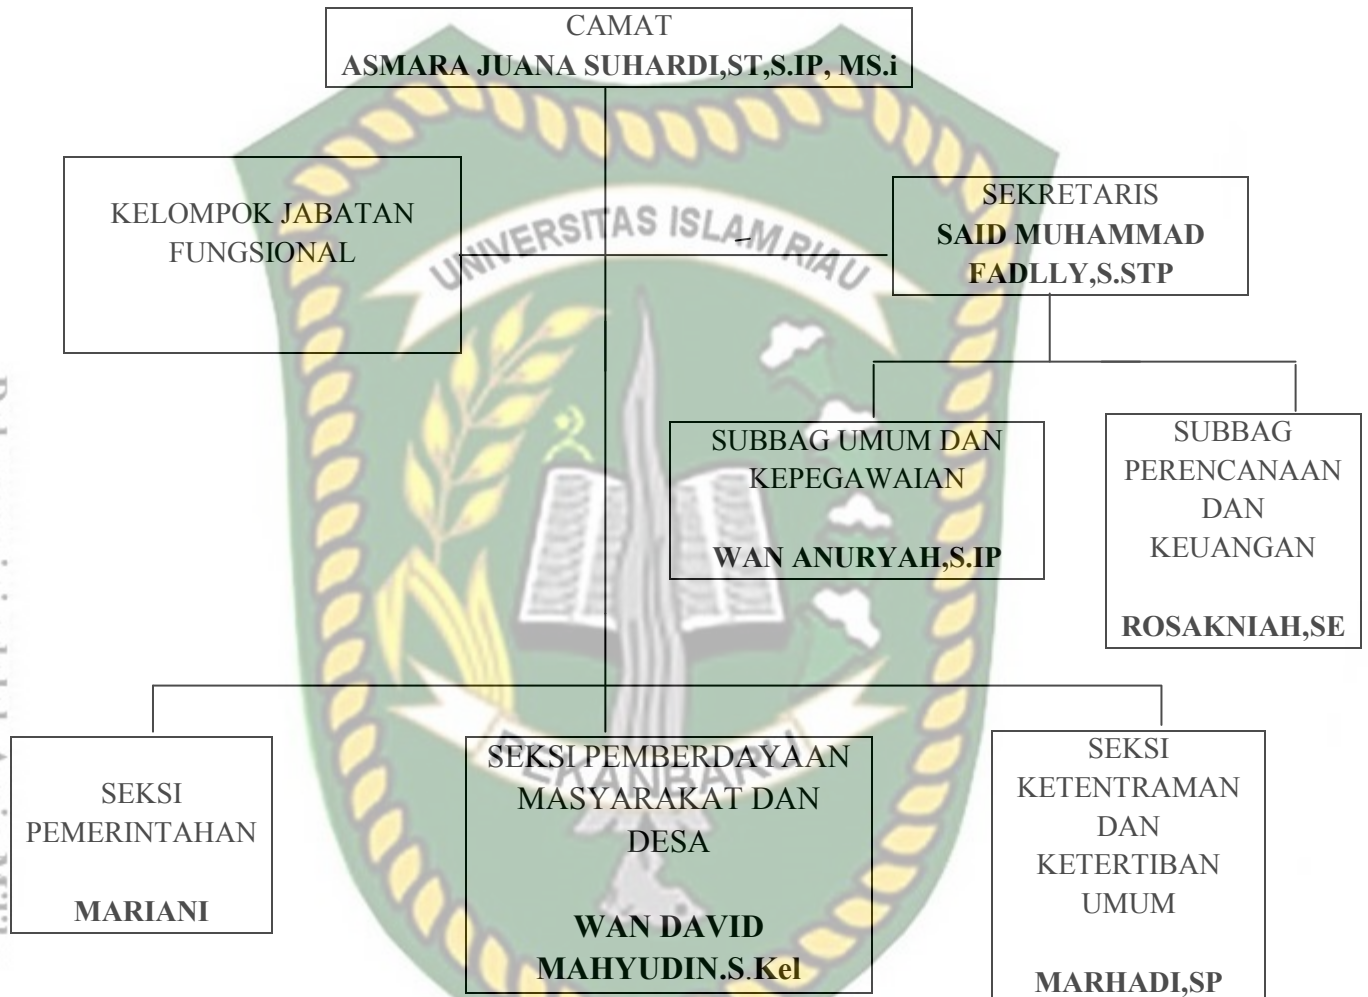 CAMAT
ASMARA JUANA SUHARDI,ST,S.IP, MS.i
KELOMPOK JABATAN
FUNGSIONAL
SEKRETARIS
SAID MUHAMMAD
FADLLY,S.STP
UNIVERSITAS ISLAM RIAU
SUBBAG UMUM DAN
KEPEGAWAIAN
WAN ANURYAH,S.IP
SUBBAG
PERENCANAAN
DAN
KEUANGAN
ROSAKNIAH,SE
SEKSI
PEMERINTAHAN
MARIANI
SEKSI PEMBERDAYAAN
MASYARAKAT DAN
DESA
WAN DAVID
MAHYUDIN.S.Kel
PEKANBARU
SEKSI
KETENTRAMAN
DAN
KETERTIBAN
UMUM
MARHADI,SP